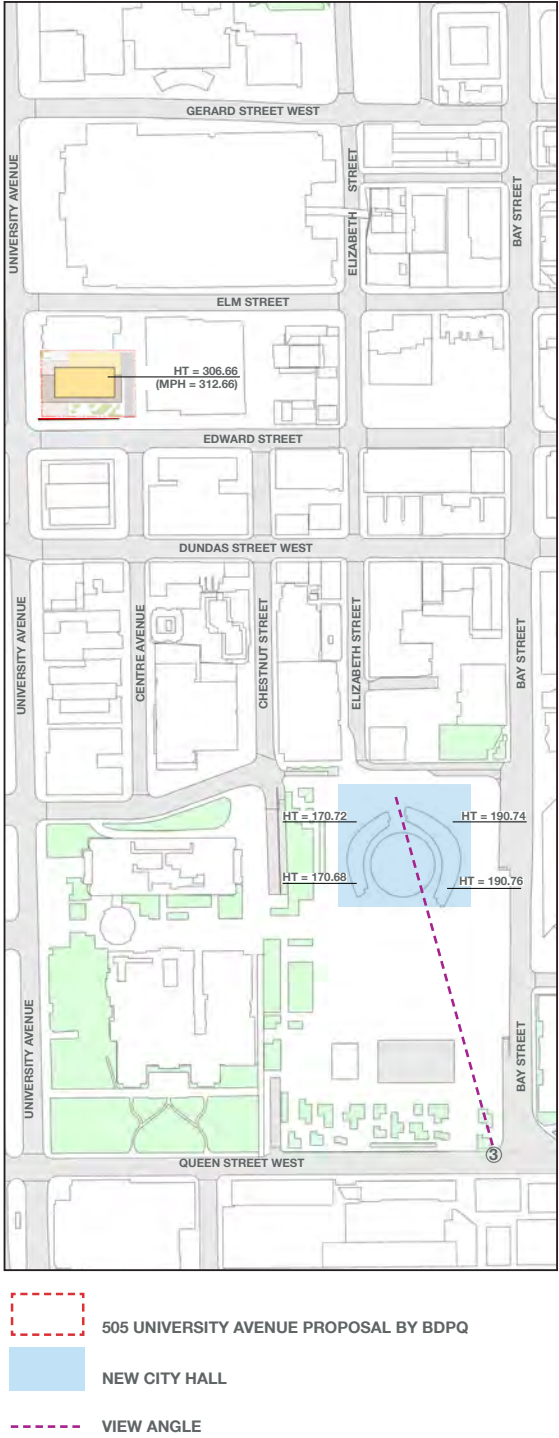 GERARD STREET WEST
UNIVERSITY AVENUE
ELIZABETH STREET
BAY STREET
ELM STREET
HT = 306.66
(MPH = 312.66)
EDWARD STREET
DUNDAS STREET WEST
UNIVERSITY AVENUE
CENTRE AVENUE
CHESTNUT STREET
ELIZABETH STREET
BAY STREET
HT = 170.72
HT = 190.74
HT = 170.68
HT = 190.76
UNIVERSITY AVENUE
BAY STREET
3
QUEEN STREET WEST
505 UNIVERSITY AVENUE PROPOSAL BY BDPQ
NEW CITY HALL
VIEW ANGLE